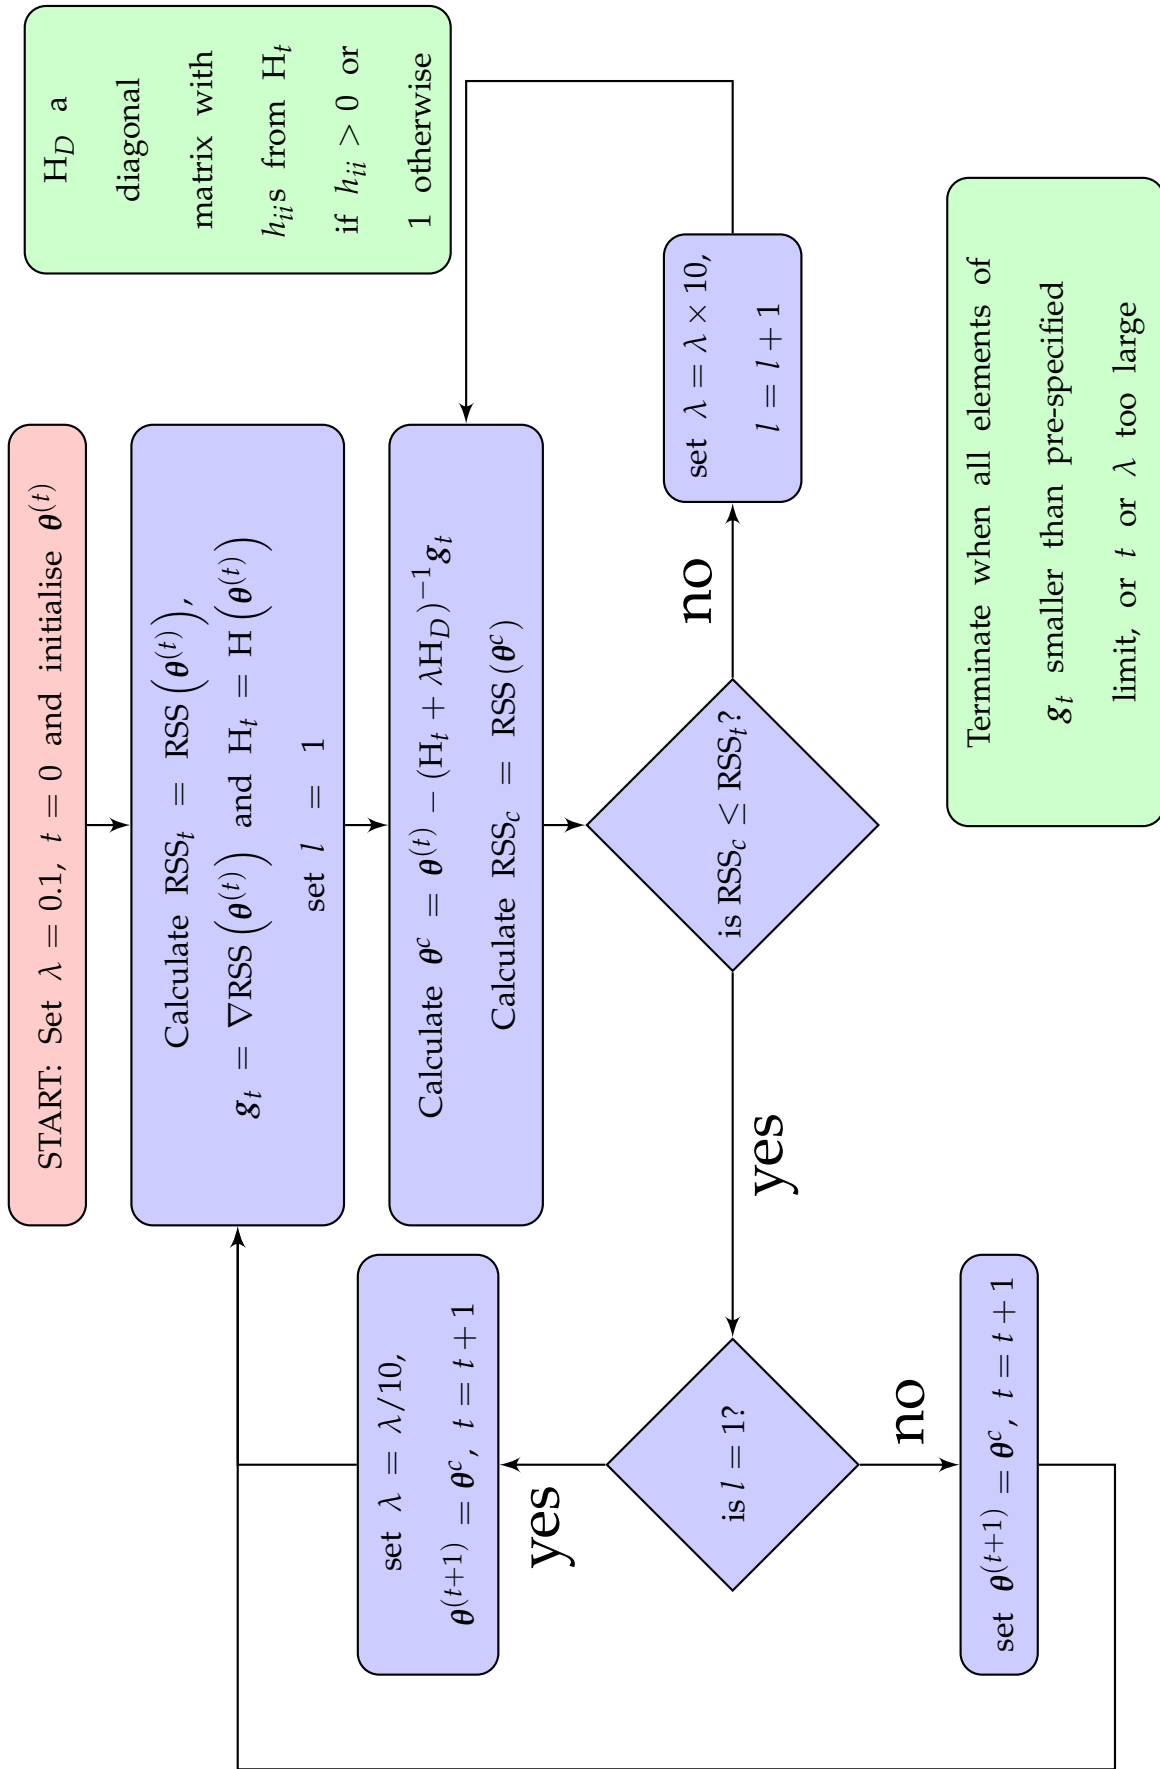 START: Set λ = 0.1, t = 0 and initialise θ^(t)
Calculate RSS_t = RSS(θ^(t)),
g_t = ∇RSS(θ^(t)) and H_t = H(θ^(t))
set l = 1
Calculate θ^c = θ^(t) − (H_t + λH_D)^−1 g_t
Calculate RSS_c = RSS(θ^c)
is RSS_c ≤ RSS_t?
no
set λ = λ × 10,
l = l + 1
yes
is l = 1?
yes
set λ = λ/10,
θ^(t+1) = θ^c, t = t + 1
no
set θ^(t+1) = θ^c, t = t + 1
H_D a
diagonal
matrix with
h_ii s from H_t
if h_ii > 0 or
1 otherwise
Terminate when all elements of
g_t smaller than pre-specified
limit, or t or λ too large